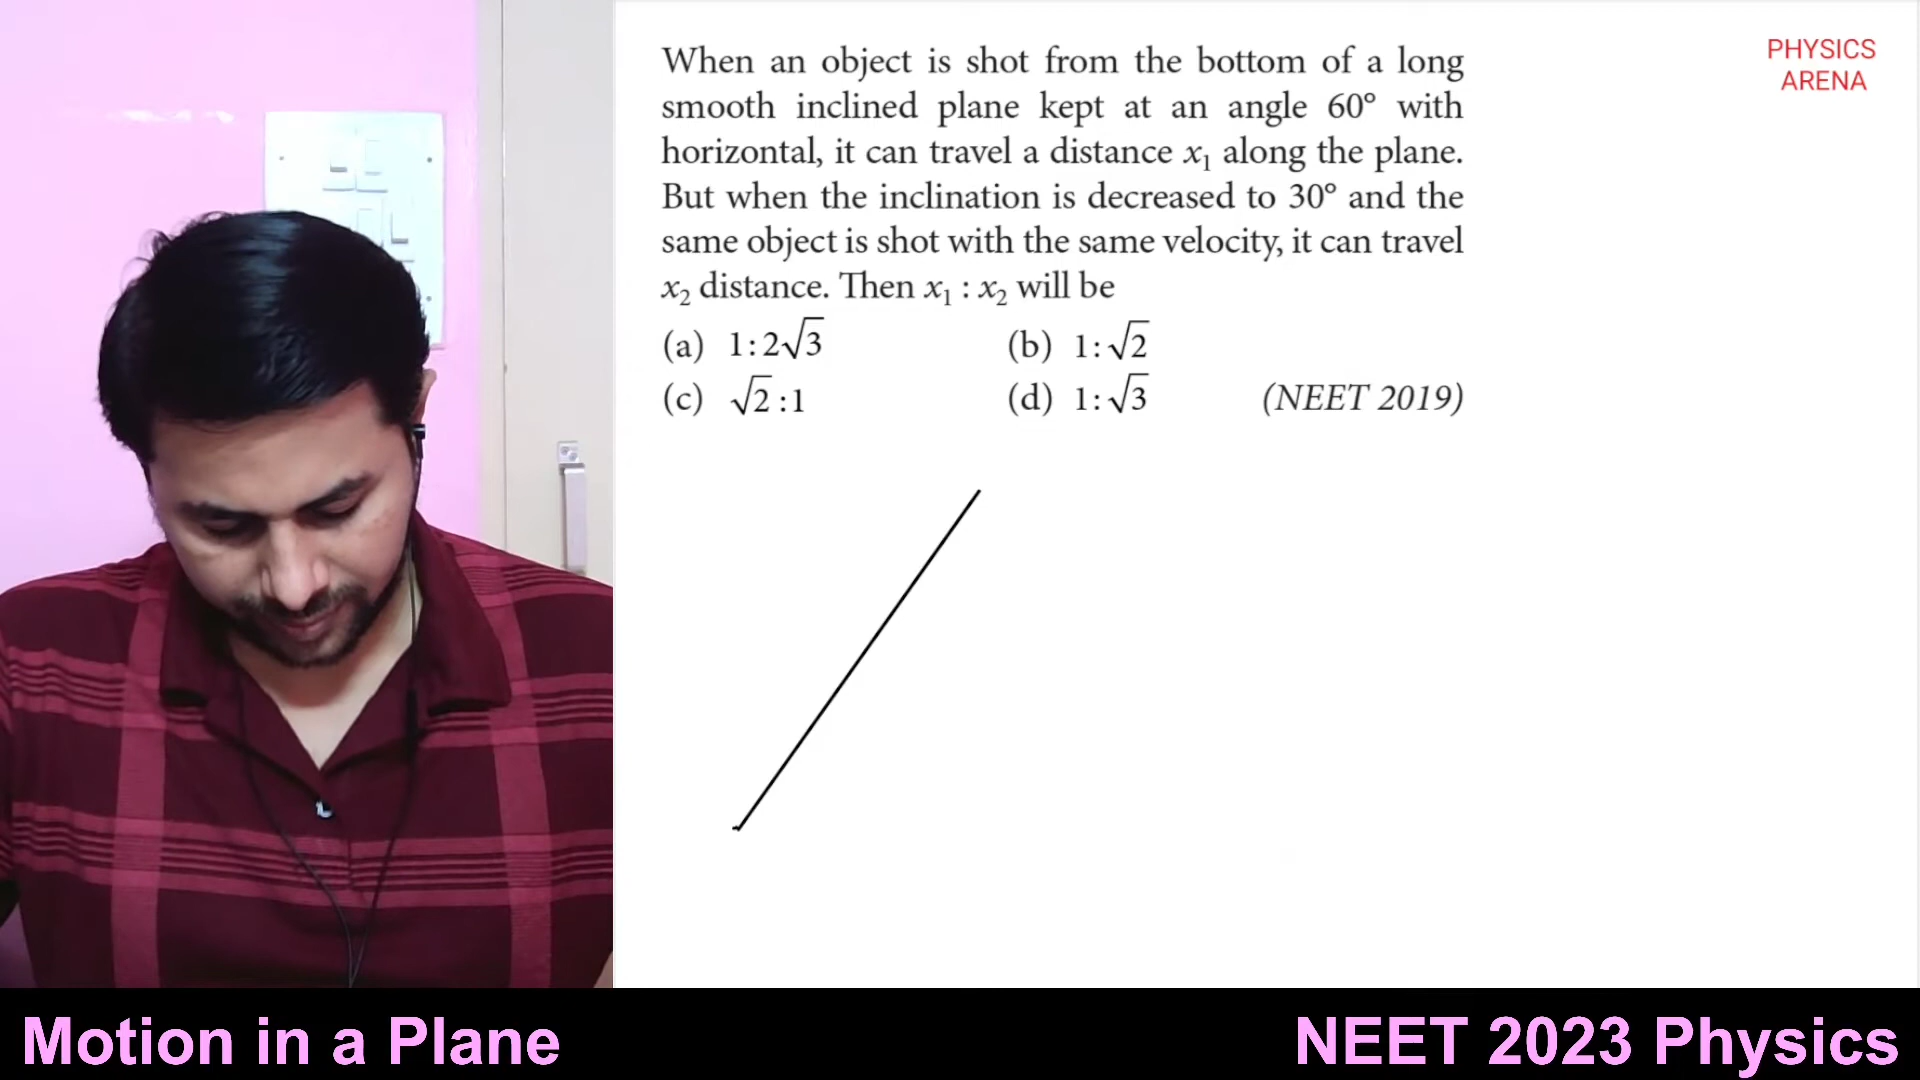 When an object is shot from the bottom of a long
smooth inclined plane kept at an angle 60° with
horizontal, it can travel a distance x₁ along the plane.
But when the inclination is decreased to 30° and the
same object is shot with the same velocity, it can travel
x₂ distance. Then x₁ : x₂ will be
(a) 1:2√3 (b) 1:√2
(c) √2:1 (d) 1:√3 (NEET 2019)
PHYSICS
ARENA
Motion in a Plane
NEET 2023 Physics